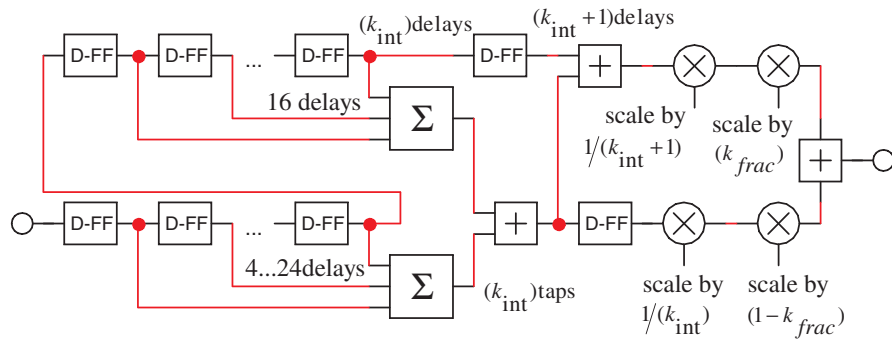 (k_int)delays
(k_int+1)delays
D-FF
D-FF
...
D-FF
D-FF
+
16 delays
Σ
scale by
1/(k_int +1)
scale by
(k_frac)
+
D-FF
D-FF
...
D-FF
+
D-FF
4...24delays
Σ
(k_int)taps
scale by
1/(k_int)
scale by
(1−k_frac)